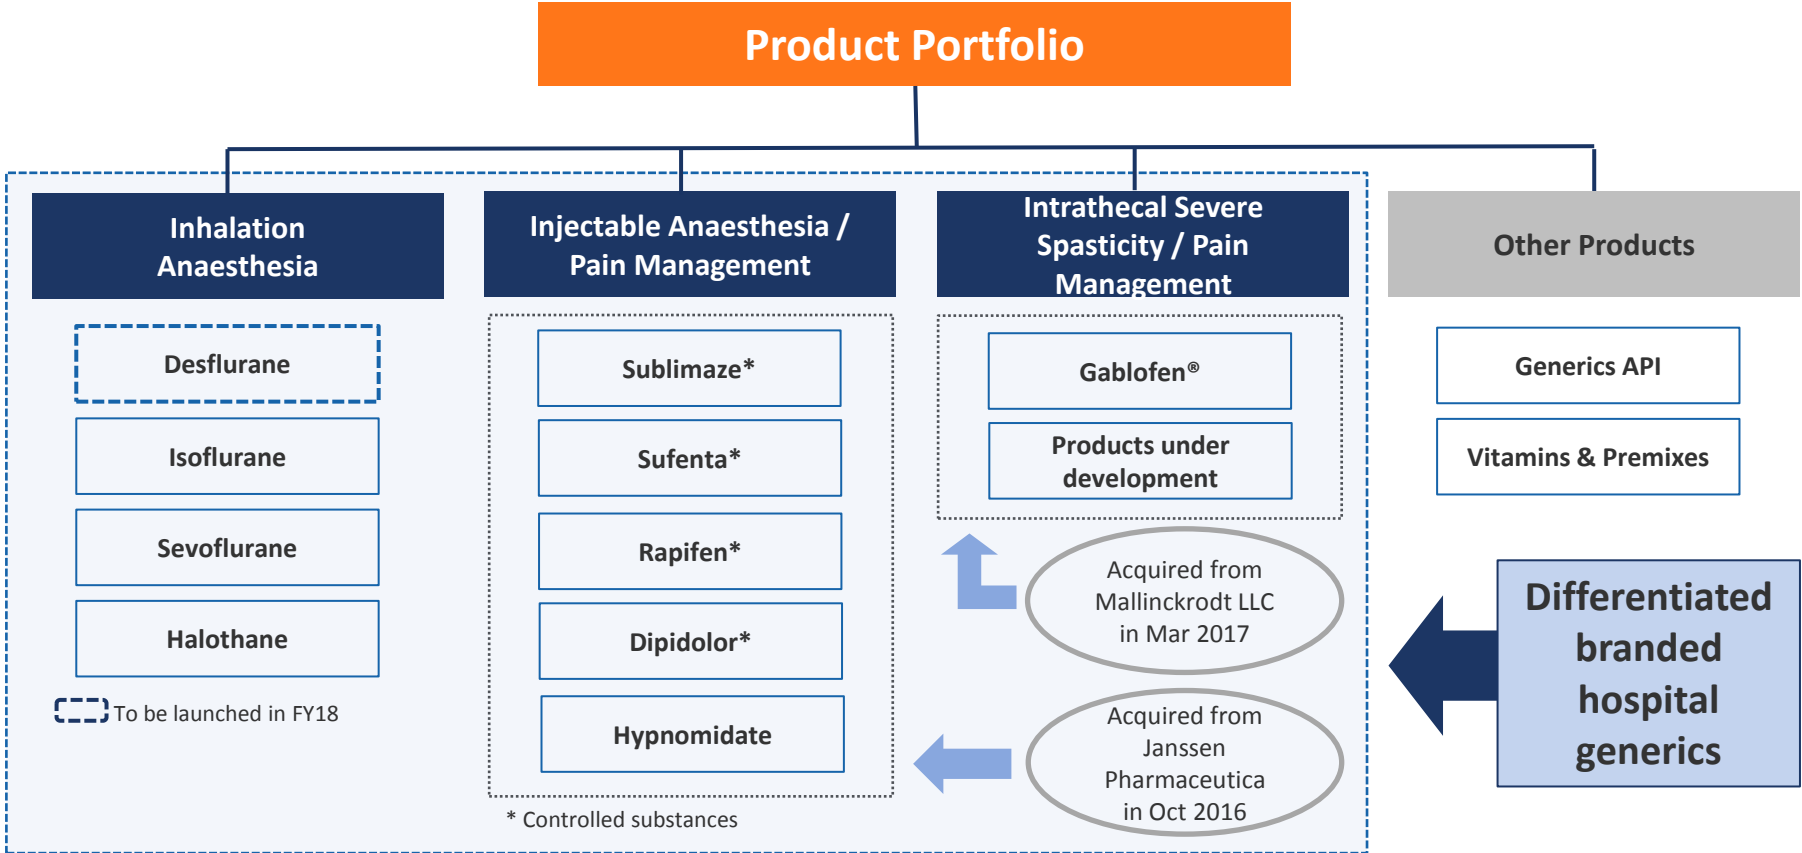 Product Portfolio
Inhalation
Anaesthesia
Desflurane
Isoflurane
Sevoflurane
Halothane
To be launched in FY18
Injectable Anaesthesia /
Pain Management
Sublimaze*
Sufenta*
Rapifen*
Dipidolor*
Hypnomidate
* Controlled substances
Intrathecal Severe
Spasticity / Pain
Management
Gablofen®
Products under
development
Acquired from
Mallinckrodt LLC
in Mar 2017
Acquired from
Janssen
Pharmaceutica
in Oct 2016
Other Products
Generics API
Vitamins & Premixes
Differentiated
branded
hospital
generics